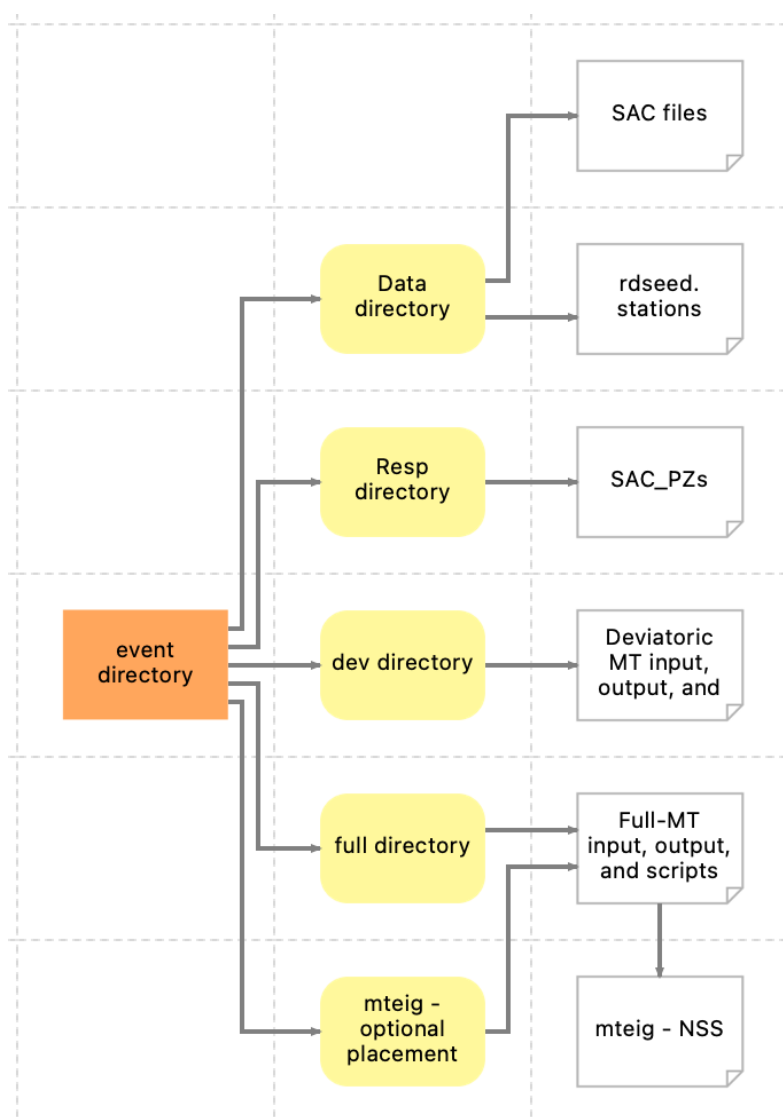 SAC files
Data
directory
rdseed.
stations
Resp
directory
SAC_PZs
event
directory
dev directory
Deviatoric
MT input,
output, and
full directory
Full-MT
input, output,
and scripts
mteig -
optional
placement
mteig - NSS